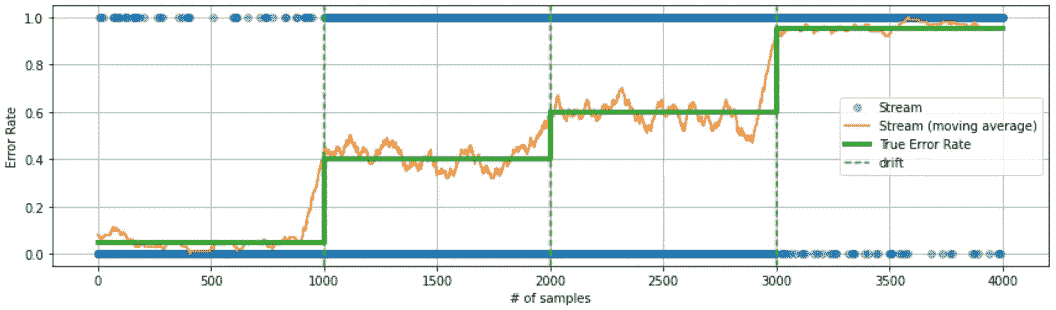 1.0
0.8
0.6
0.4
0.2
0.0
Error Rate
Stream
Stream (moving average)
True Error Rate
drift
0 500 1000 1500 2000 2500 3000 3500 4000
# of samples